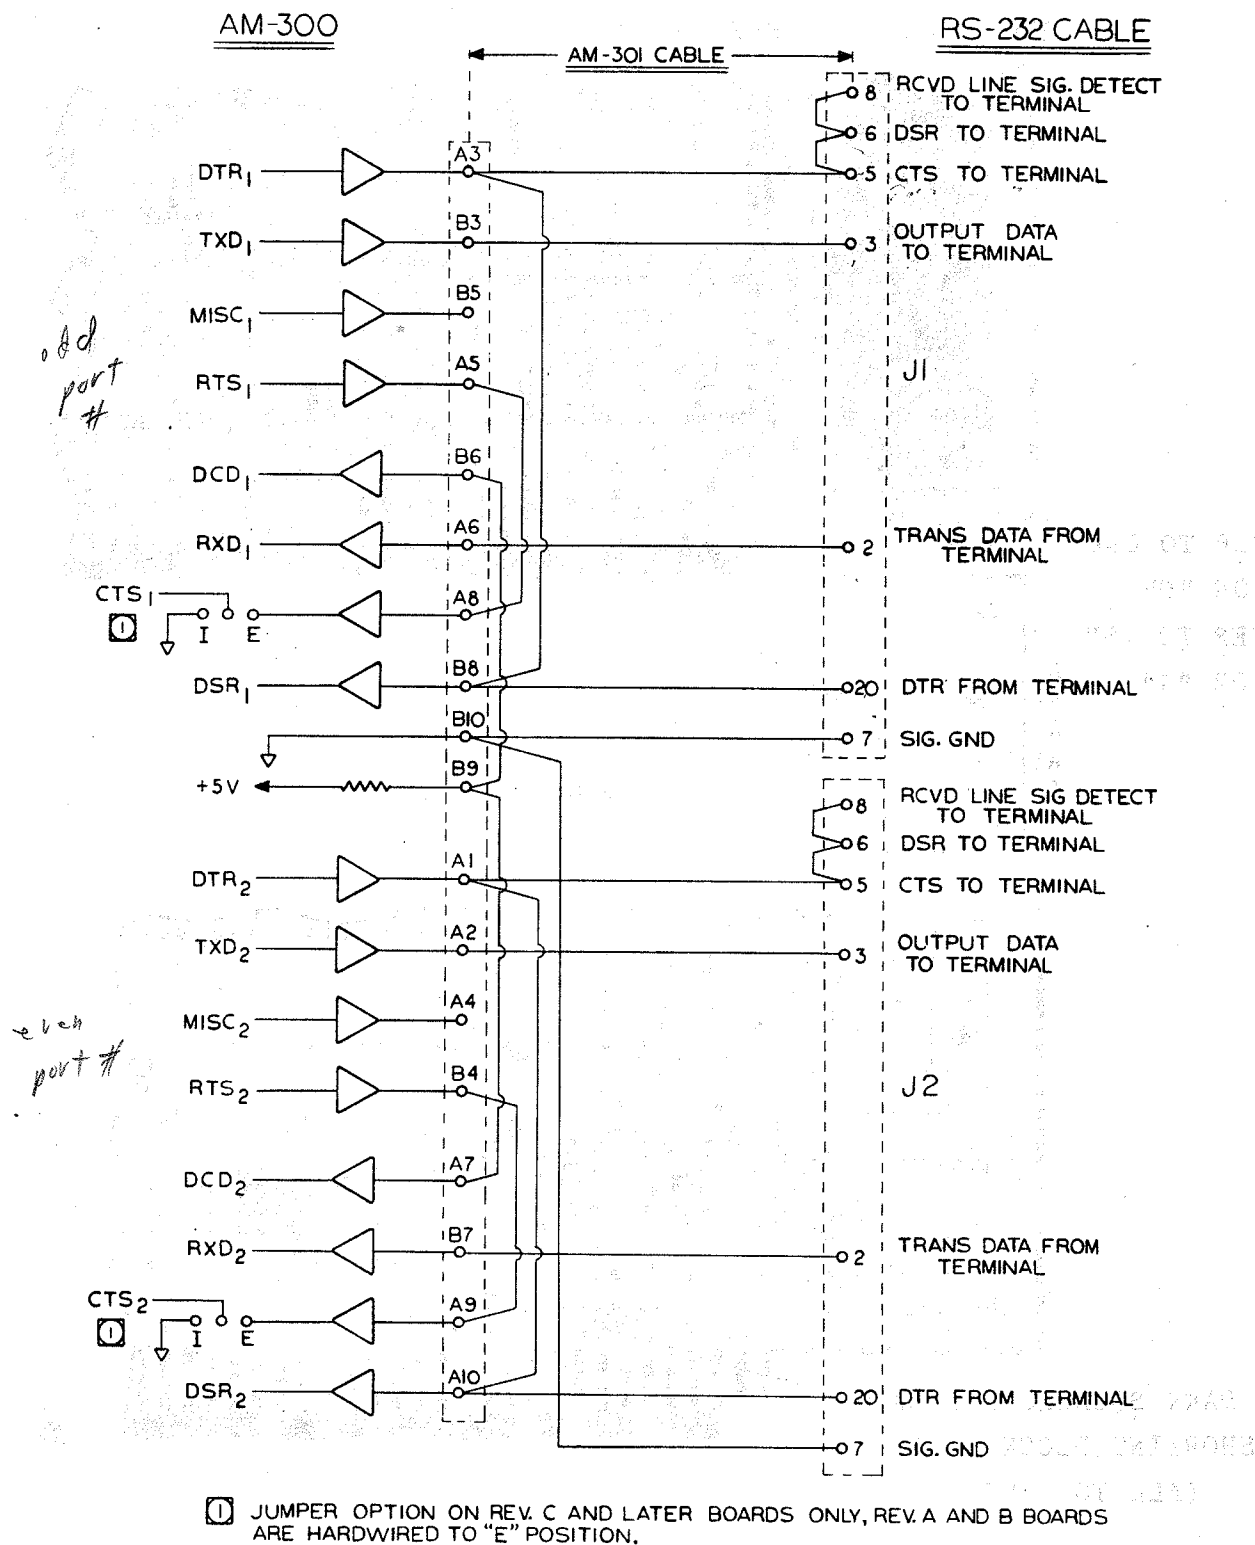 AM-300
RS-232 CABLE
AM-301 CABLE
8 RCVD LINE SIG. DETECT
TO TERMINAL
6 DSR TO TERMINAL
A3
DTR1
5 CTS TO TERMINAL
B3
TXD1
3 OUTPUT DATA
TO TERMINAL
B5
MISC1
odd
port
#
A5
RTS1
J1
B6
DCD1
A6
RXD1
2 TRANS DATA FROM
TERMINAL
CTS1
A8
1 I E
B8
DSR1
20 DTR FROM TERMINAL
B10
7 SIG. GND
B9
+5V
8 RCVD LINE SIG DETECT
TO TERMINAL
6 DSR TO TERMINAL
A1
DTR2
5 CTS TO TERMINAL
A2
TXD2
3 OUTPUT DATA
TO TERMINAL
A4
MISC2
even
port #
B4
RTS2
J2
A7
DCD2
B7
RXD2
2 TRANS DATA FROM
TERMINAL
CTS2
A9
1 I E
A10
DSR2
20 DTR FROM TERMINAL
7 SIG. GND
1 JUMPER OPTION ON REV. C AND LATER BOARDS ONLY, REV. A AND B BOARDS
ARE HARDWIRED TO "E" POSITION.